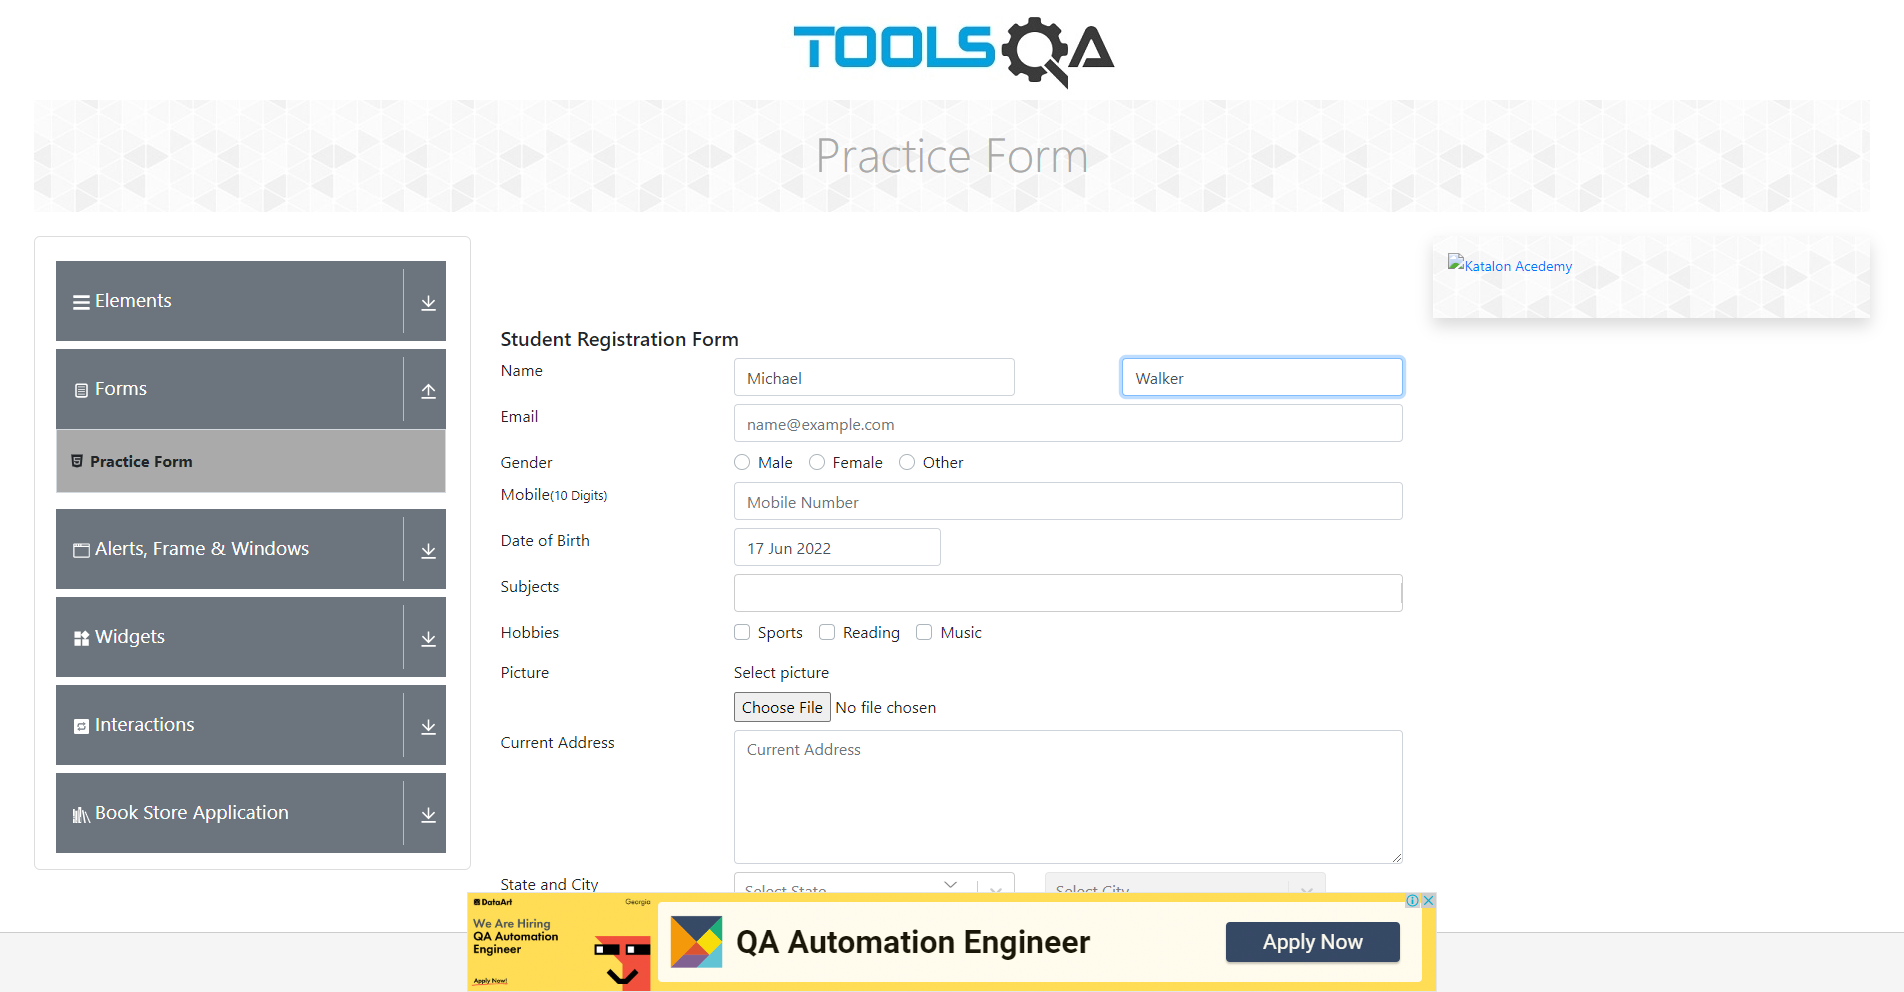 TOOLSQA
Practice Form
Elements
Forms
Practice Form
Alerts, Frame & Windows
Widgets
Interactions
Book Store Application
Katalon Acedemy
Student Registration Form
Name Michael Walker
Email name@example.com
Gender Male Female Other
Mobile(10 Digits) Mobile Number
Date of Birth 17 Jun 2022
Subjects
Hobbies Sports Reading Music
Picture Select picture
Choose File No file chosen
Current Address Current Address
State and City Select State Select City
DataArt Georgia
We Are Hiring
QA Automation
Engineer
Apply Now!
QA Automation Engineer
Apply Now